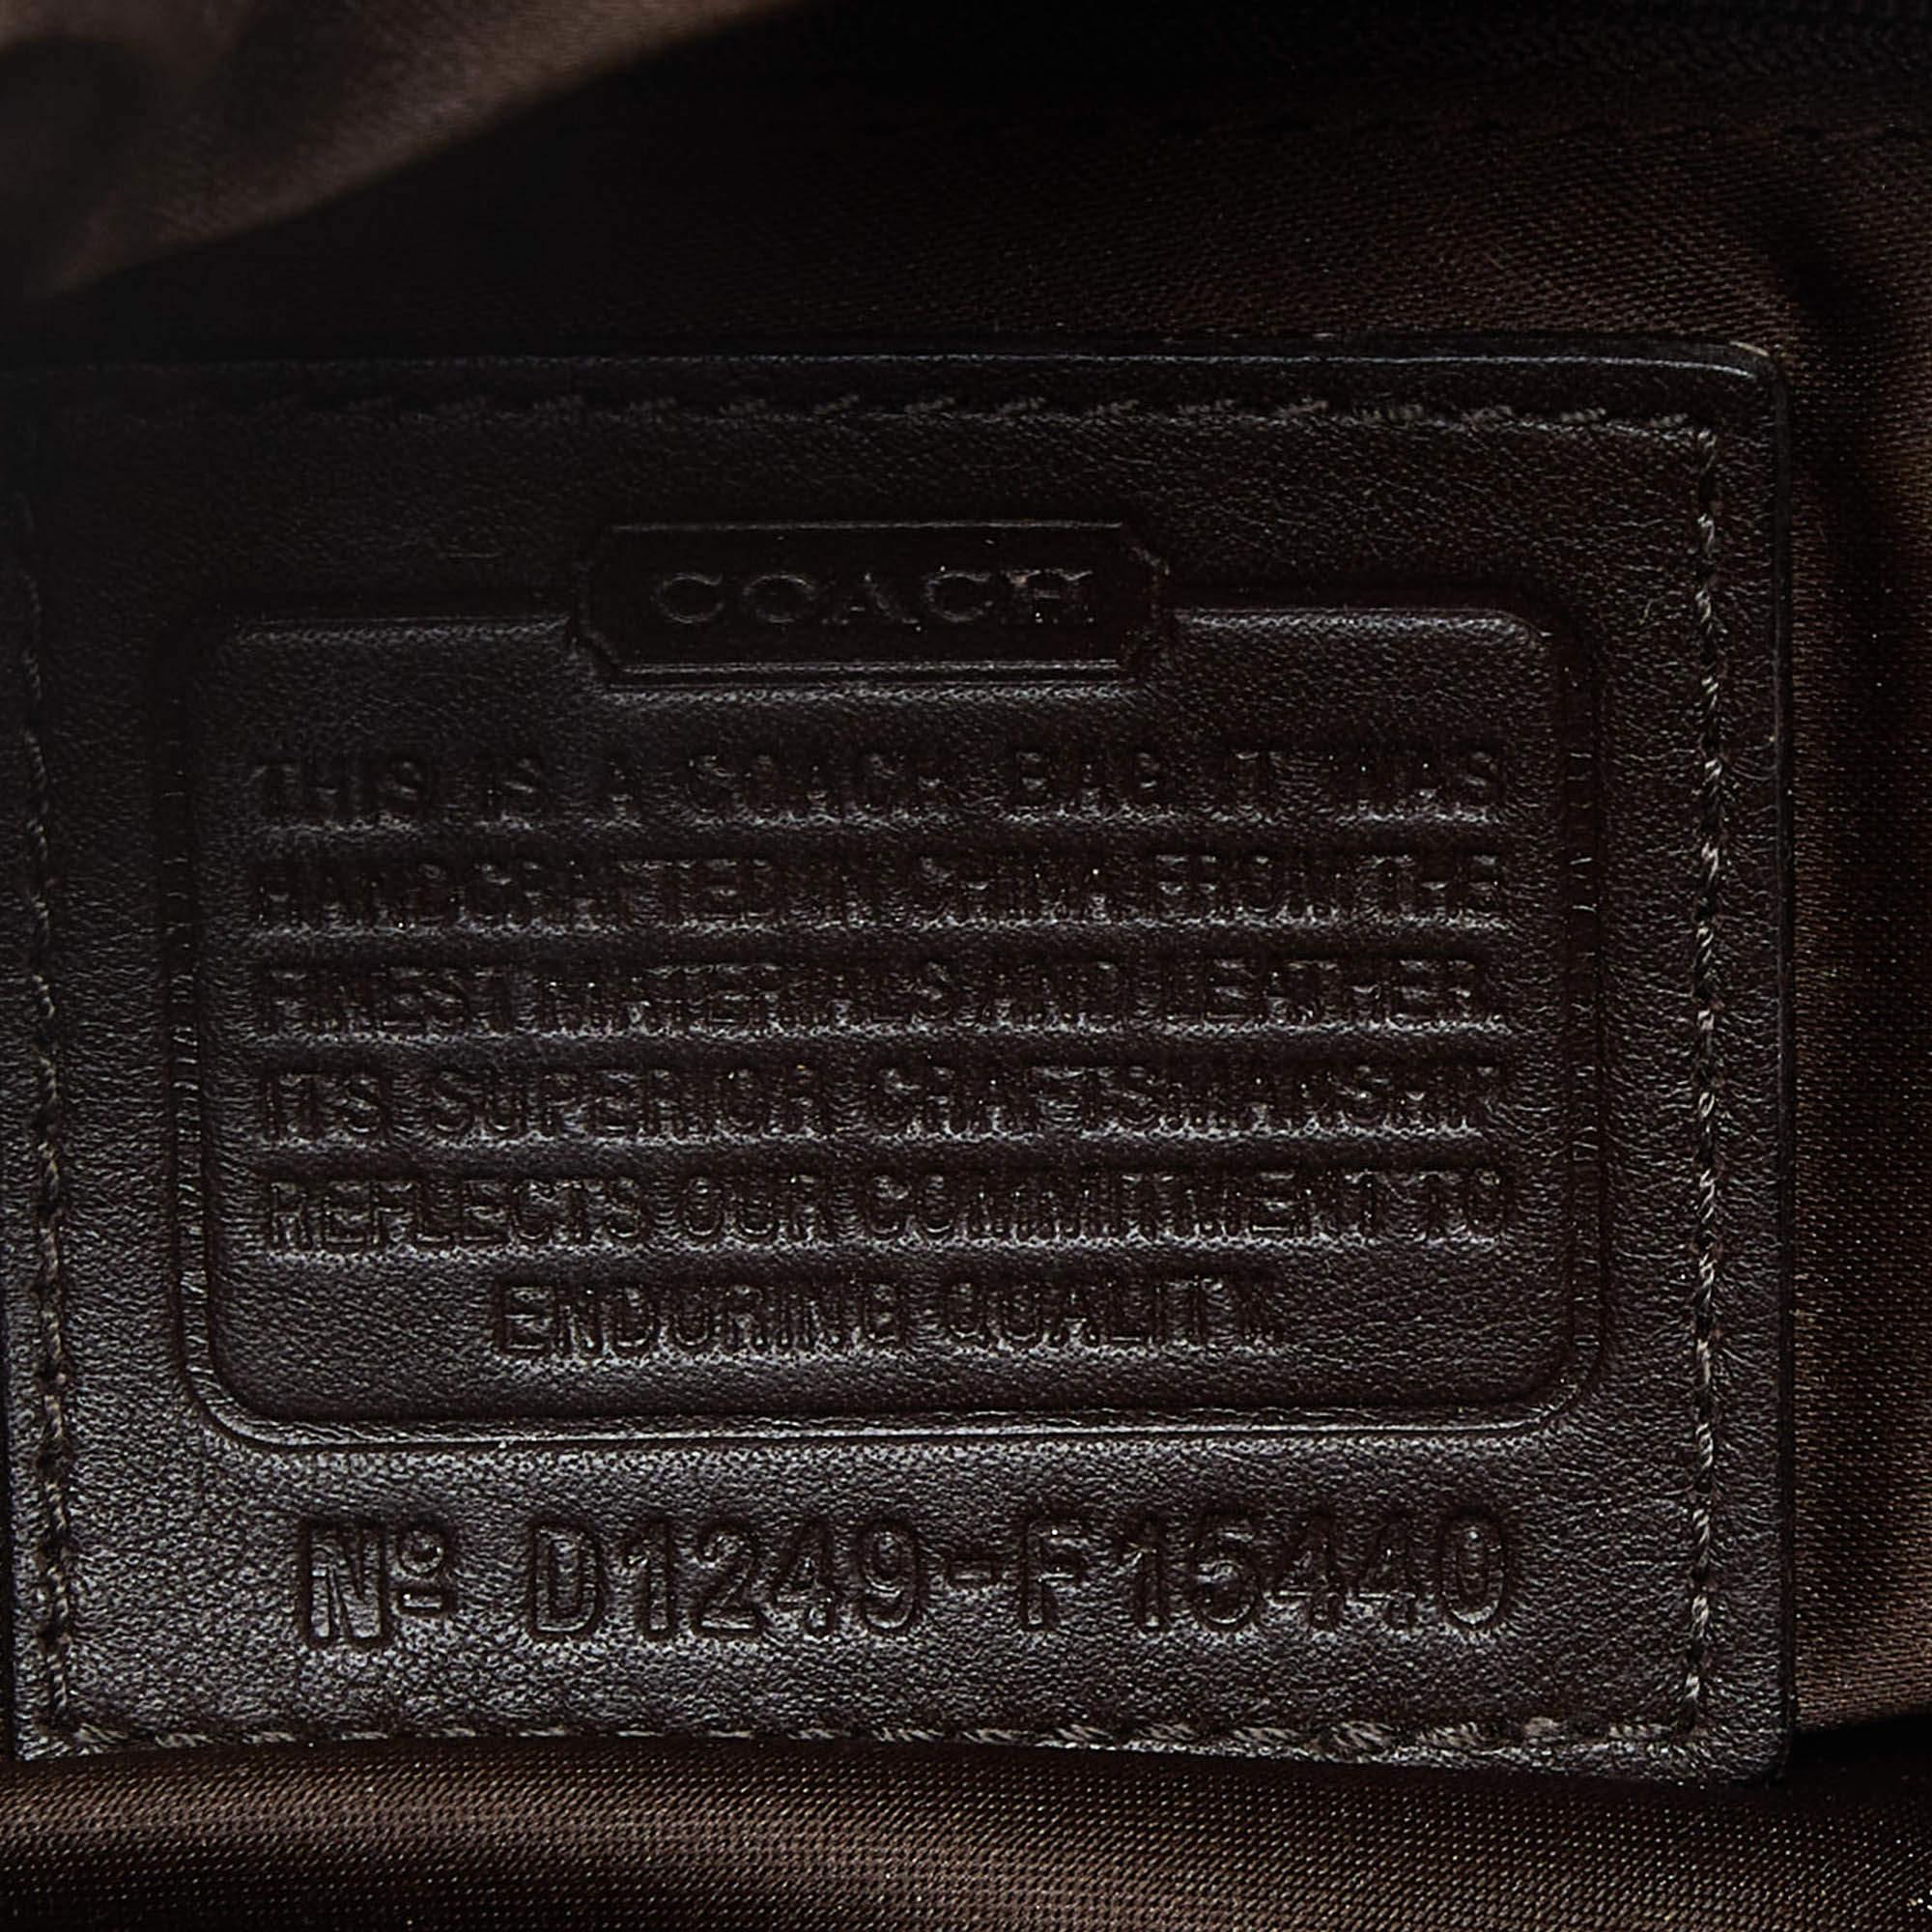 COACH
THIS IS A COACH BAG. IT WAS
HANDCRAFTED IN CHINA FROM THE
FINEST MATERIALS AND LEATHER.
ITS SUPERIOR CRAFTSMANSHIP
REFLECTS OUR COMMITMENT TO
ENDURING QUALITY.
Nº D1249-F15440